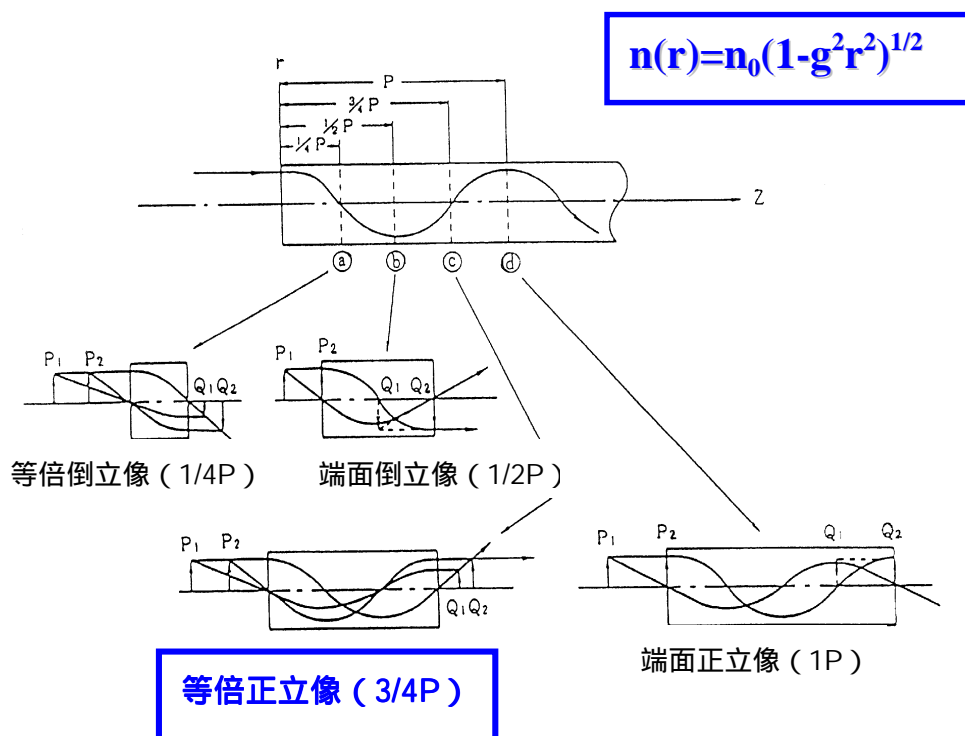 n(r)=n₀(1-g²r²)^1/2
r
P
3/4 P
1/2 P
1/4 P
Z
ⓐ ⓑ ⓒ ⓓ
P₁ P₂ Q₁ Q₂
P₁ P₂ Q₁ Q₂
等倍倒立像（1/4P）
端面倒立像（1/2P）
P₁ P₂ Q₁ Q₂
P₁ P₂ Q₁ Q₂
等倍正立像（3/4P）
端面正立像（1P）